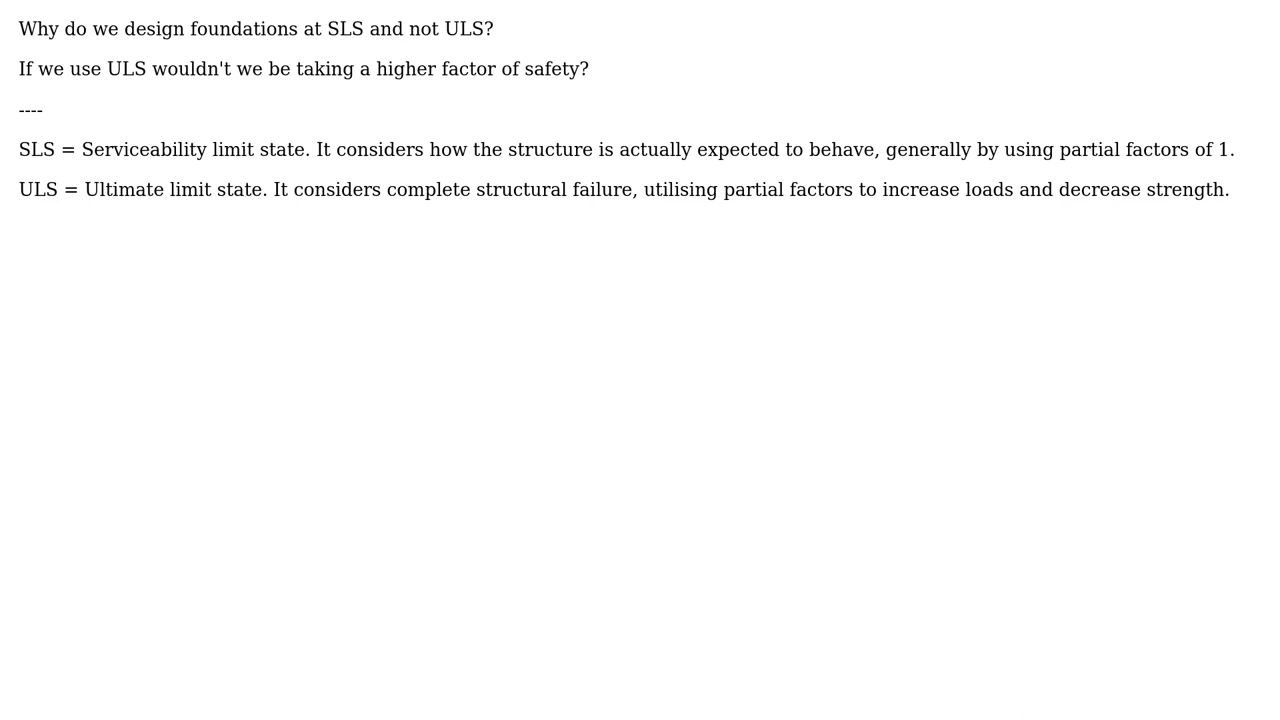 Why do we design foundations at SLS and not ULS?
If we use ULS wouldn't we be taking a higher factor of safety?
----
SLS = Serviceability limit state. It considers how the structure is actually expected to behave, generally by using partial factors of 1.
ULS = Ultimate limit state. It considers complete structural failure, utilising partial factors to increase loads and decrease strength.